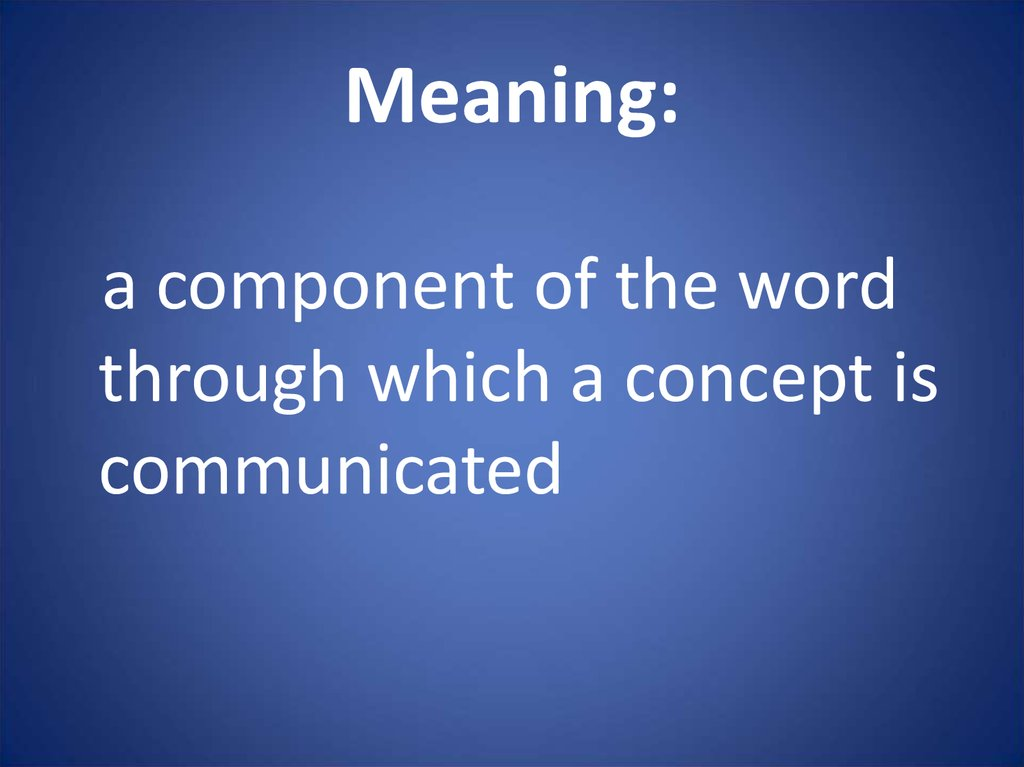 Meaning:
a component of the word
through which a concept is
communicated